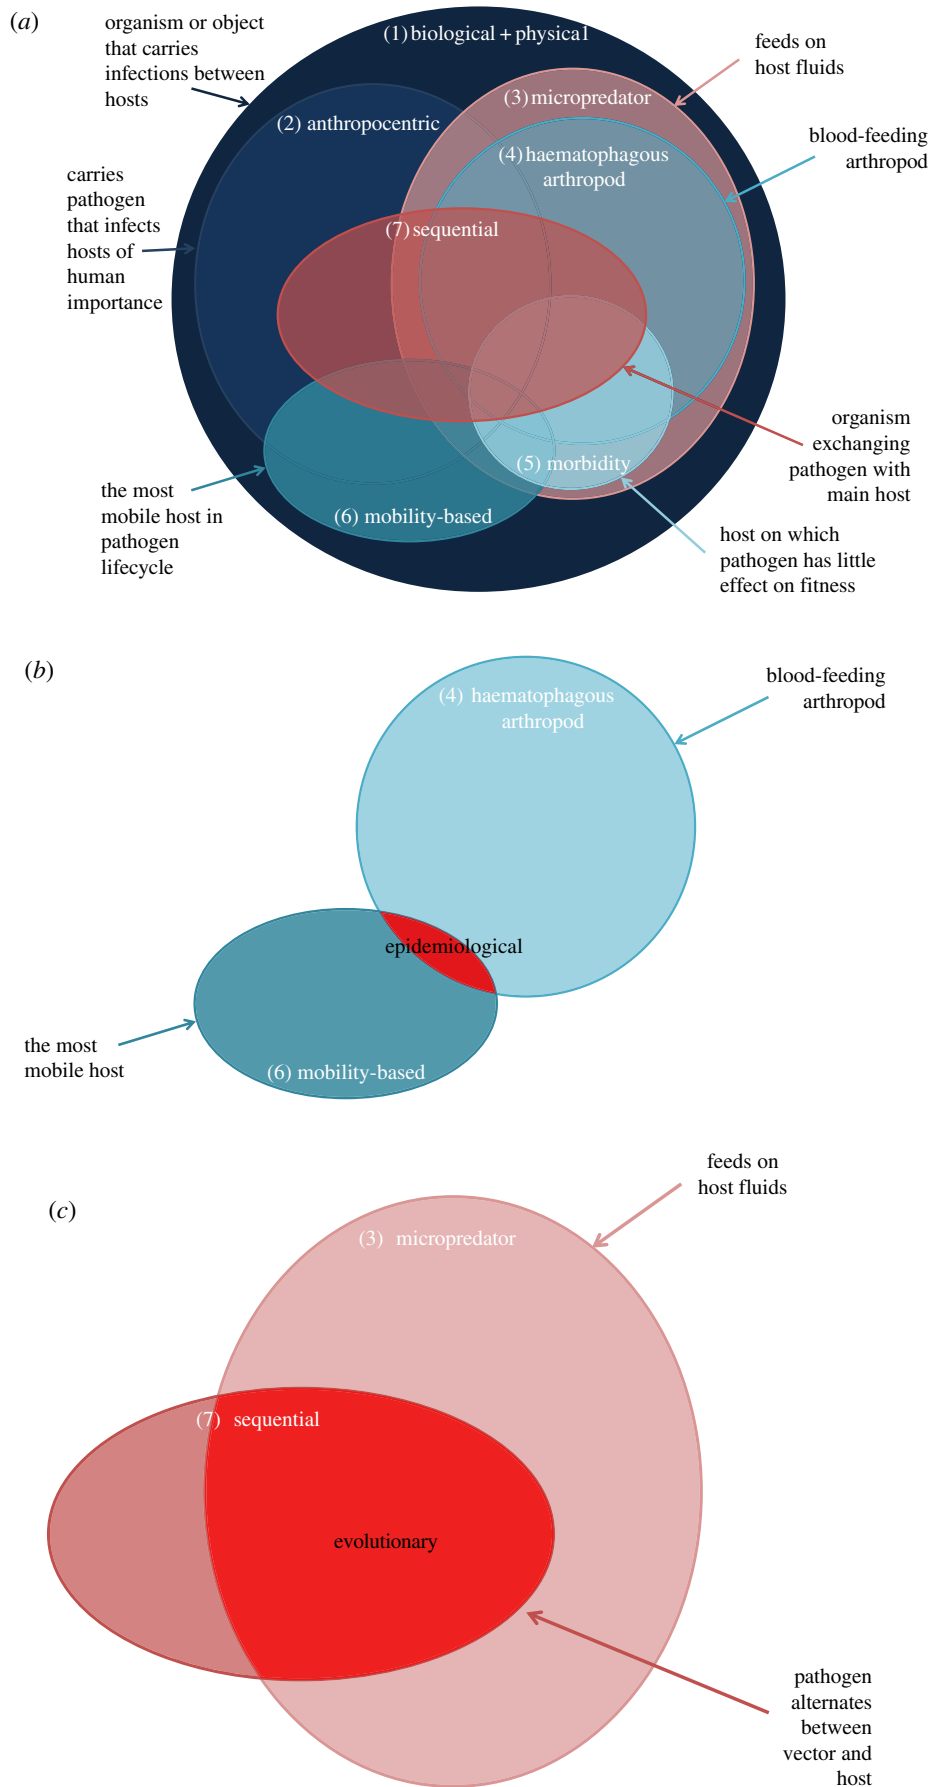 (a)
organism or object
that carries
infections between
hosts
(1) biological + physical
feeds on
host fluids
(2) anthropocentric
(3) micropredator
(4) haematophagous
arthropod
blood-feeding
arthropod
carries
pathogen
that infects
hosts of
human
importance
(7) sequential
organism
exchanging
pathogen with
main host
(5) morbidity
the most
mobile host in
pathogen
lifecycle
(6) mobility-based
host on which
pathogen has little
effect on fitness
(b)
(4) haematophagous
arthropod
blood-feeding
arthropod
epidemiological
the most
mobile host
(6) mobility-based
(c)
feeds on
host fluids
(3) micropredator
(7) sequential
evolutionary
pathogen
alternates
between
vector and
host